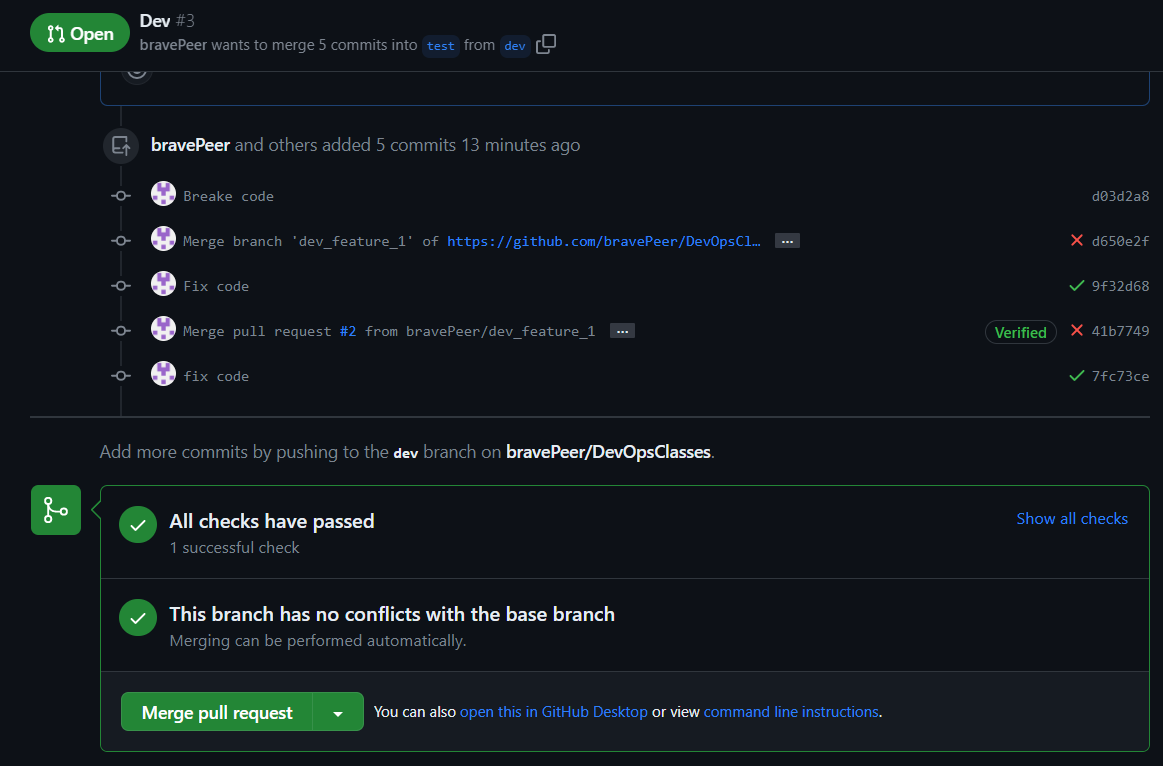 Open
Dev #3
bravePeer wants to merge 5 commits into test from dev
bravePeer and others added 5 commits 13 minutes ago
Breake code d03d2a8
Merge branch 'dev_feature_1' of https://github.com/bravePeer/DevOpsCl… ... d650e2f
Fix code 9f32d68
Merge pull request #2 from bravePeer/dev_feature_1 ... Verified 41b7749
fix code 7fc73ce
Add more commits by pushing to the dev branch on bravePeer/DevOpsClasses.
All checks have passed Show all checks
1 successful check
This branch has no conflicts with the base branch
Merging can be performed automatically.
Merge pull request You can also open this in GitHub Desktop or view command line instructions.